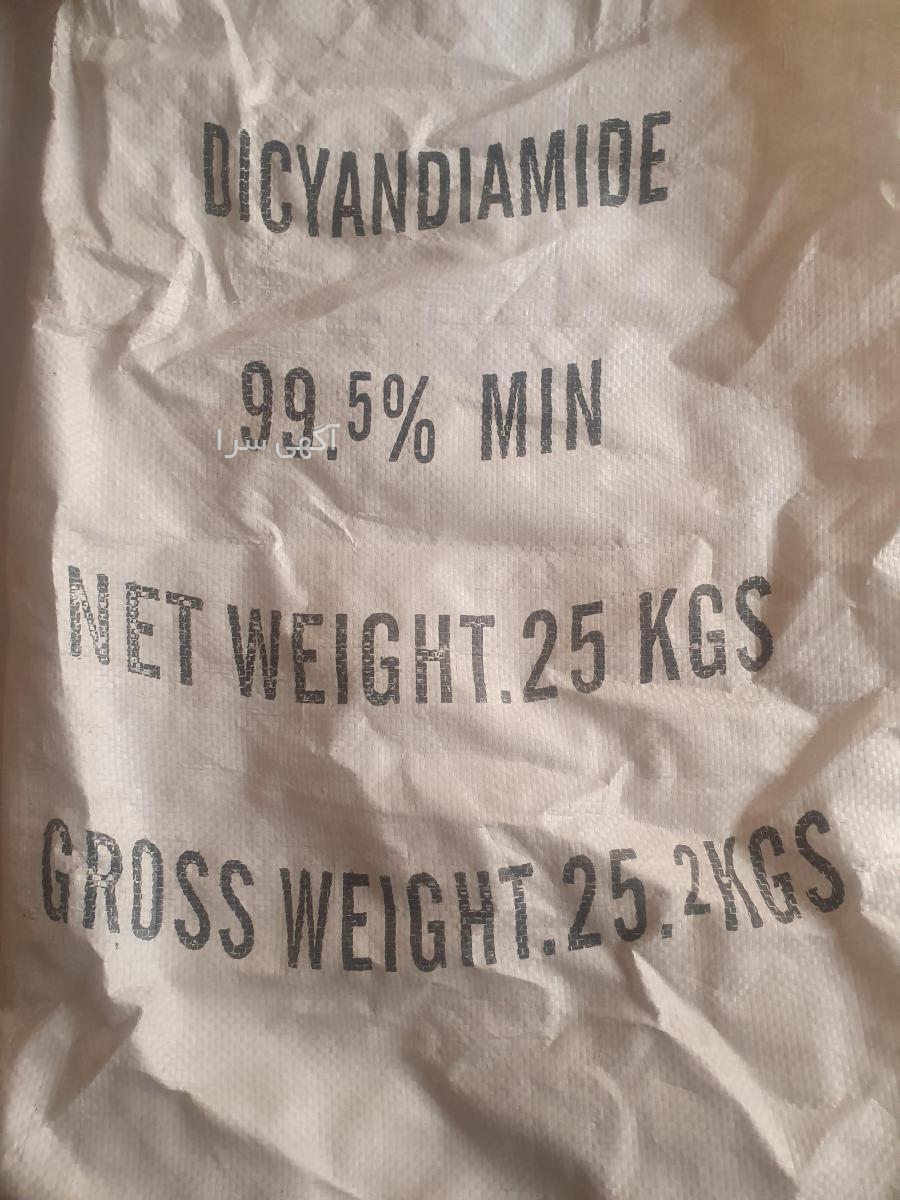 DICYANDIAMIDE
99.5% MIN
آگهی سرا
NET WEIGHT.25 KGS
GROSS WEIGHT.25.2KGS